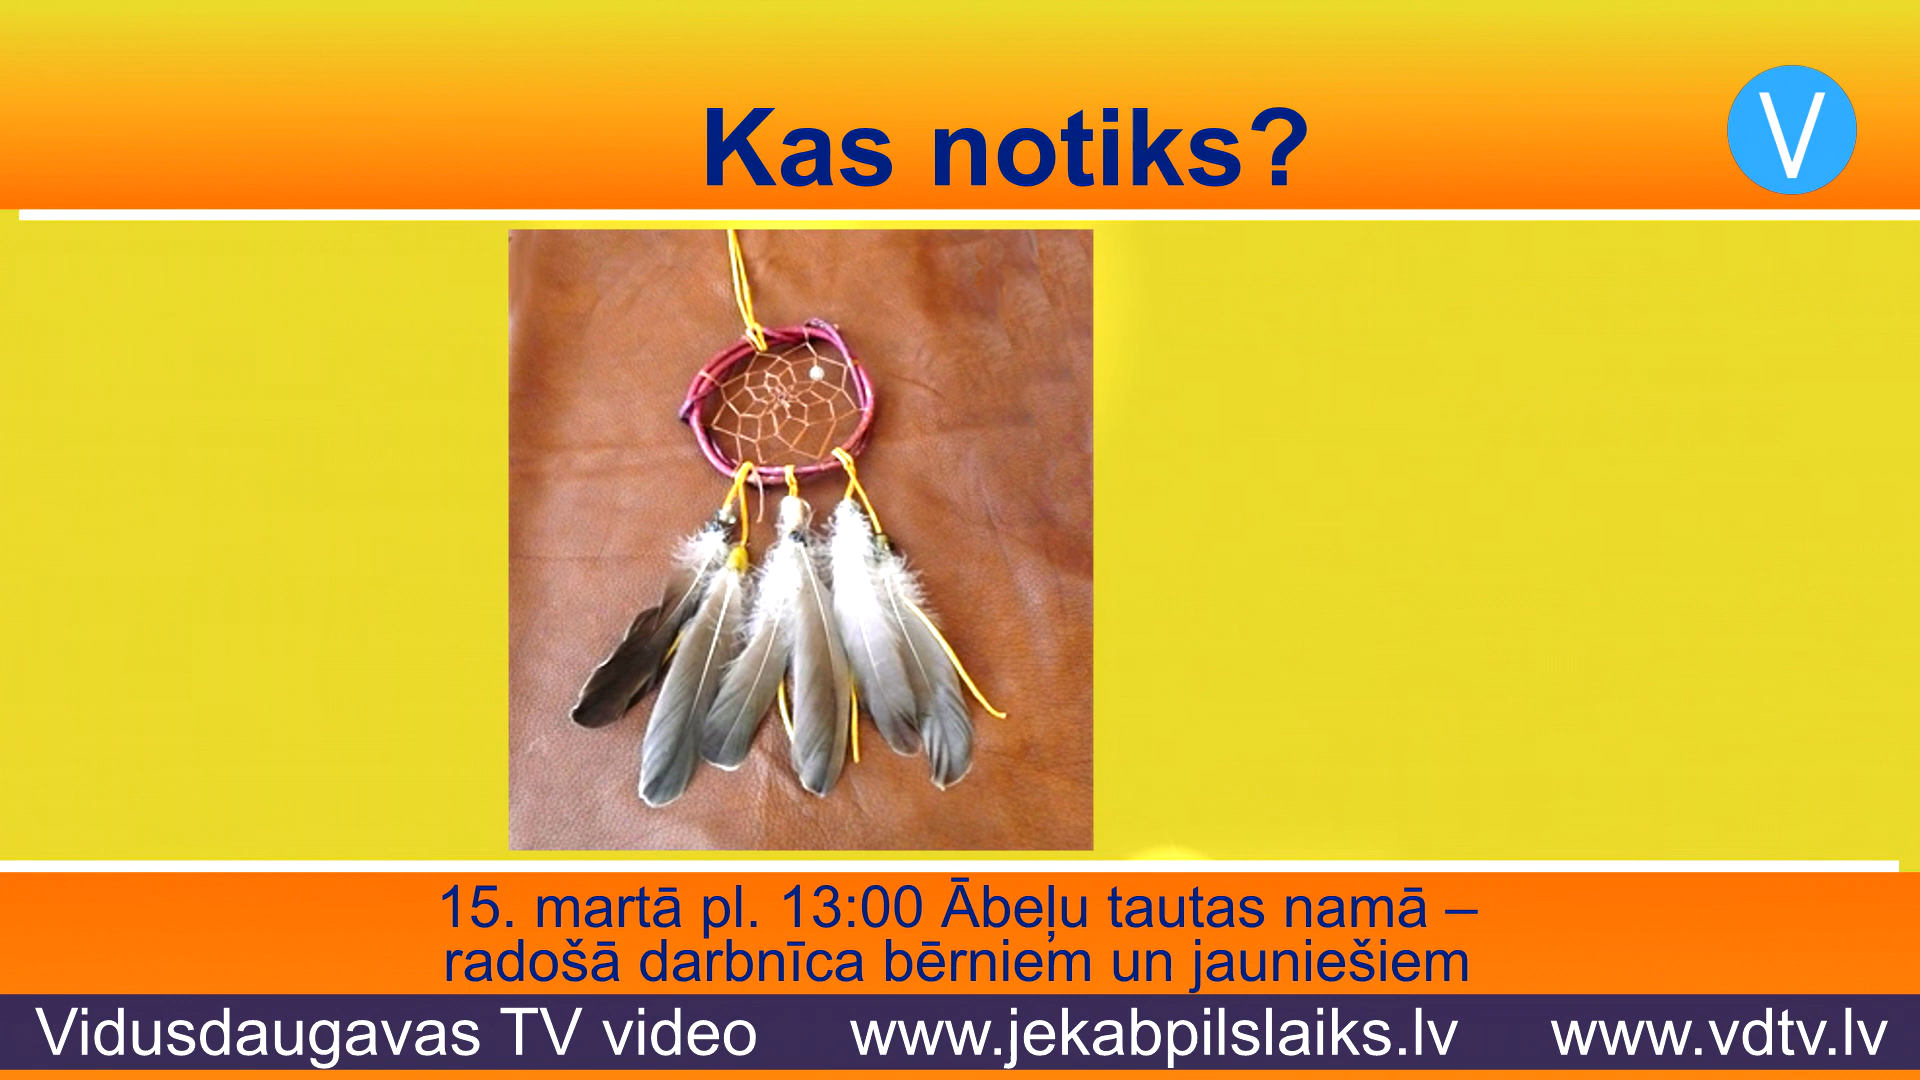 Kas notiks?
V
15. martā pl. 13:00 Ābeļu tautas namā –
radošā darbnīca bērniem un jauniešiem
Vidusdaugavas TV video www.jekabpilslaiks.lv www.vdtv.lv